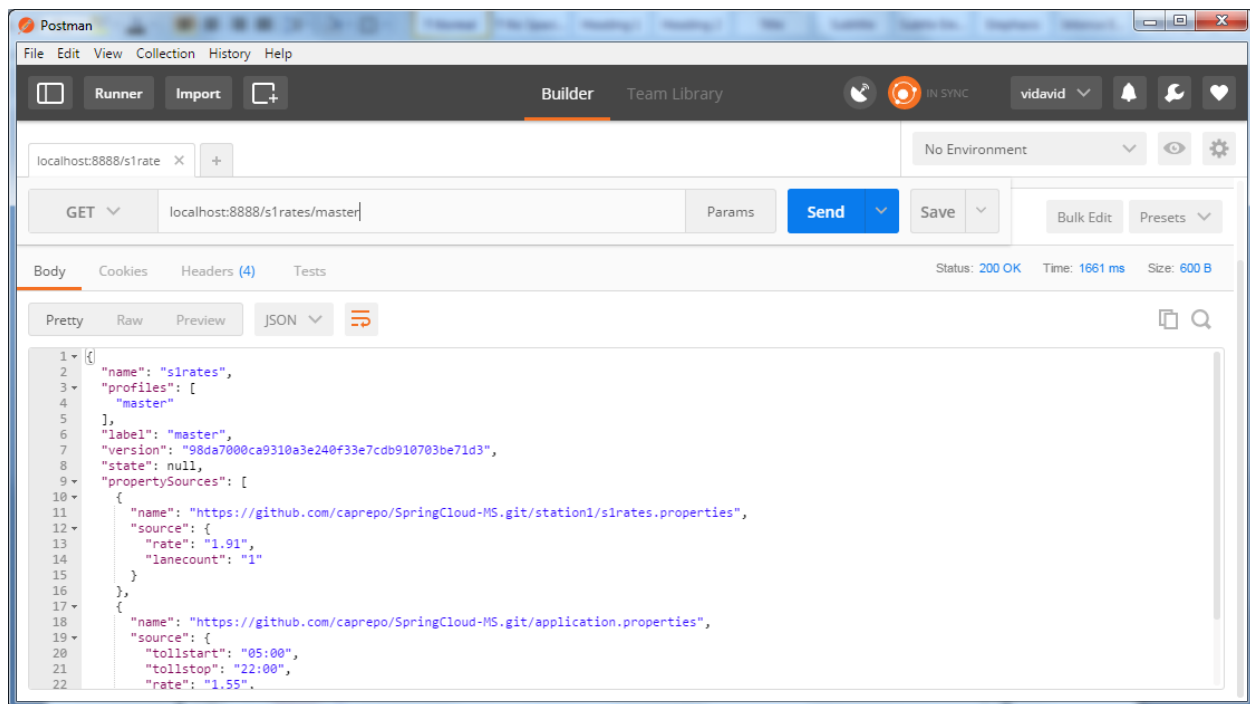 Postman
File Edit View Collection History Help
Runner Import Builder Team Library IN SYNC vidavid
localhost:8888/s1rate × + No Environment
GET localhost:8888/s1rates/master Params Send Save Bulk Edit Presets
Body Cookies Headers (4) Tests Status: 200 OK Time: 1661 ms Size: 600 B
Pretty Raw Preview JSON
1 {
2 "name": "s1rates",
3 "profiles": [
4 "master"
5 ],
6 "label": "master",
7 "version": "98da7000ca9310a3e240f33e7cdb910703be71d3",
8 "state": null,
9 "propertySources": [
10 {
11 "name": "https://github.com/caprepo/SpringCloud-MS.git/station1/s1rates.properties",
12 "source": {
13 "rate": "1.91",
14 "lanecount": "1"
15 }
16 },
17 {
18 "name": "https://github.com/caprepo/SpringCloud-MS.git/application.properties",
19 "source": {
20 "tollstart": "05:00",
21 "tollstop": "22:00",
22 "rate": "1.55",